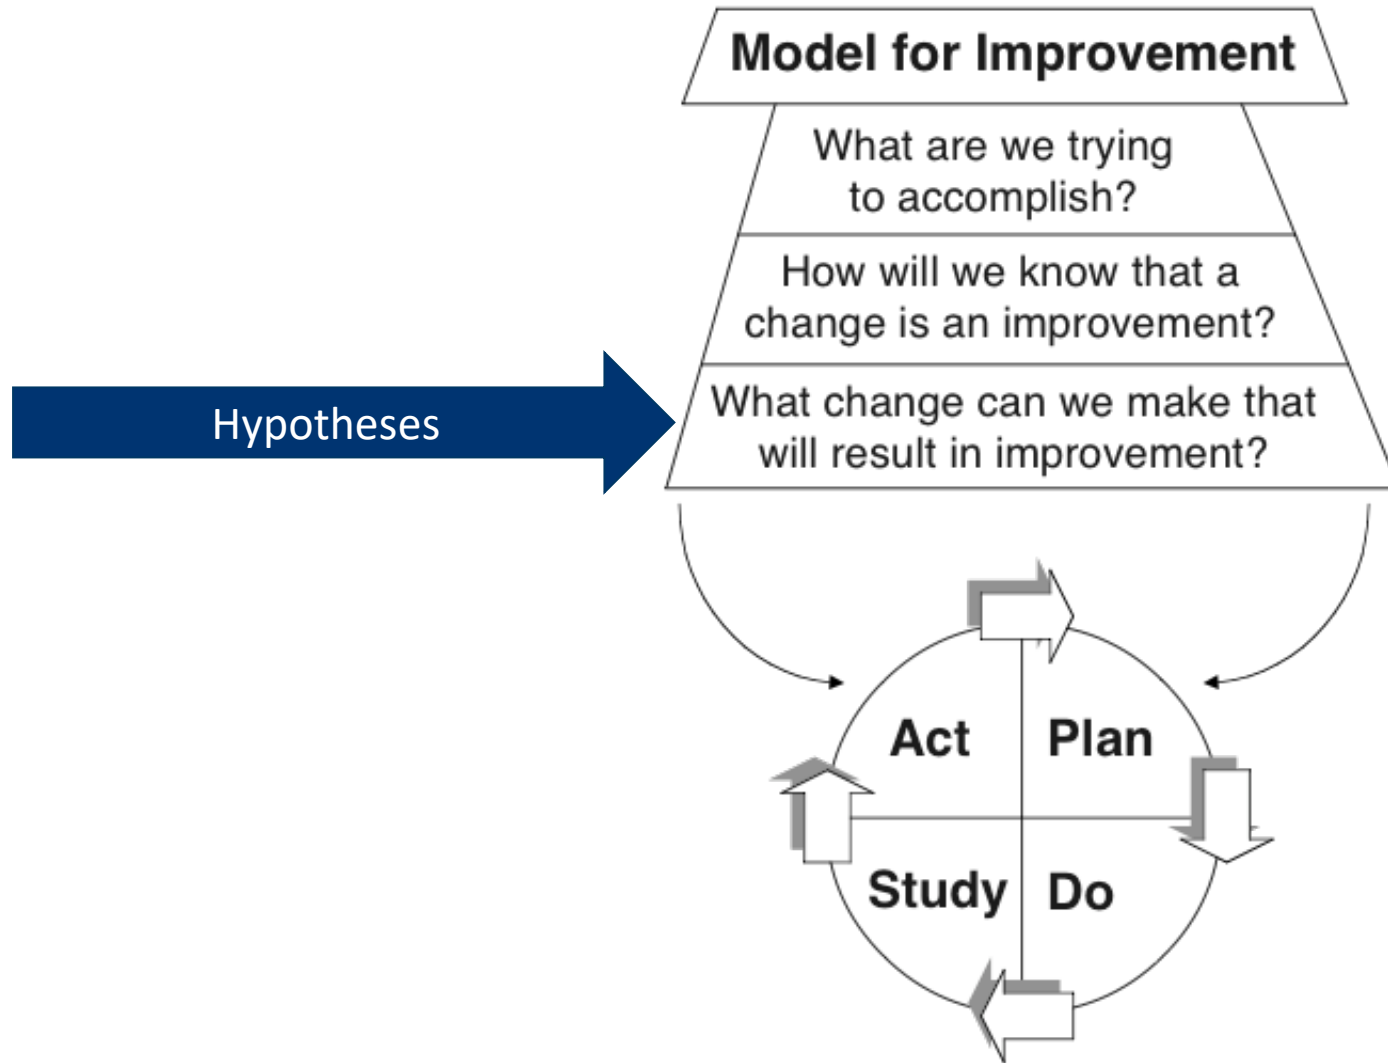 Model for Improvement
What are we trying
to accomplish?
How will we know that a
change is an improvement?
Hypotheses
What change can we make that
will result in improvement?
Act
Plan
Study
Do